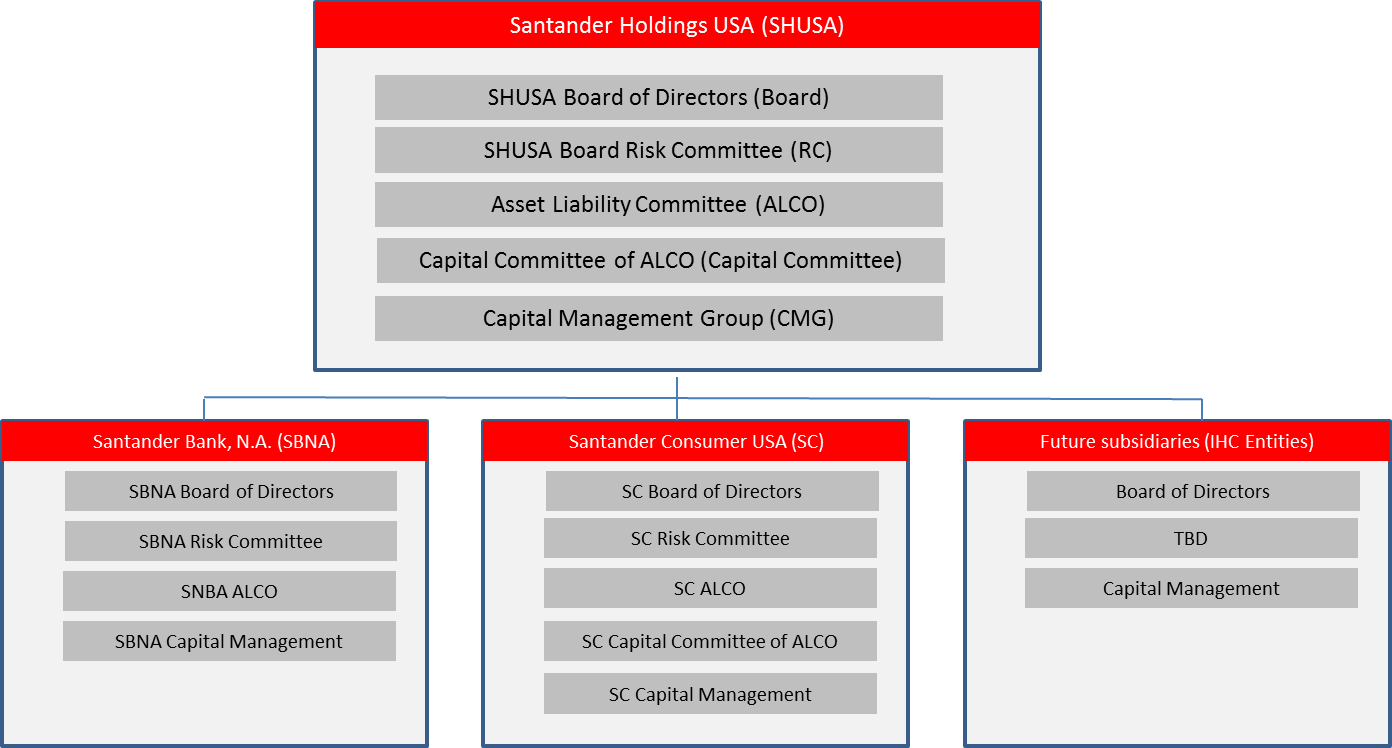 Santander Holdings USA (SHUSA)
SHUSA Board of Directors (Board)
SHUSA Board Risk Committee (RC)
Asset Liability Committee (ALCO)
Capital Committee of ALCO (Capital Committee)
Capital Management Group (CMG)
Santander Bank, N.A. (SBNA)
SBNA Board of Directors
SBNA Risk Committee
SNBA ALCO
SBNA Capital Management
Santander Consumer USA (SC)
SC Board of Directors
SC Risk Committee
SC ALCO
SC Capital Committee of ALCO
SC Capital Management
Future subsidiaries (IHC Entities)
Board of Directors
TBD
Capital Management